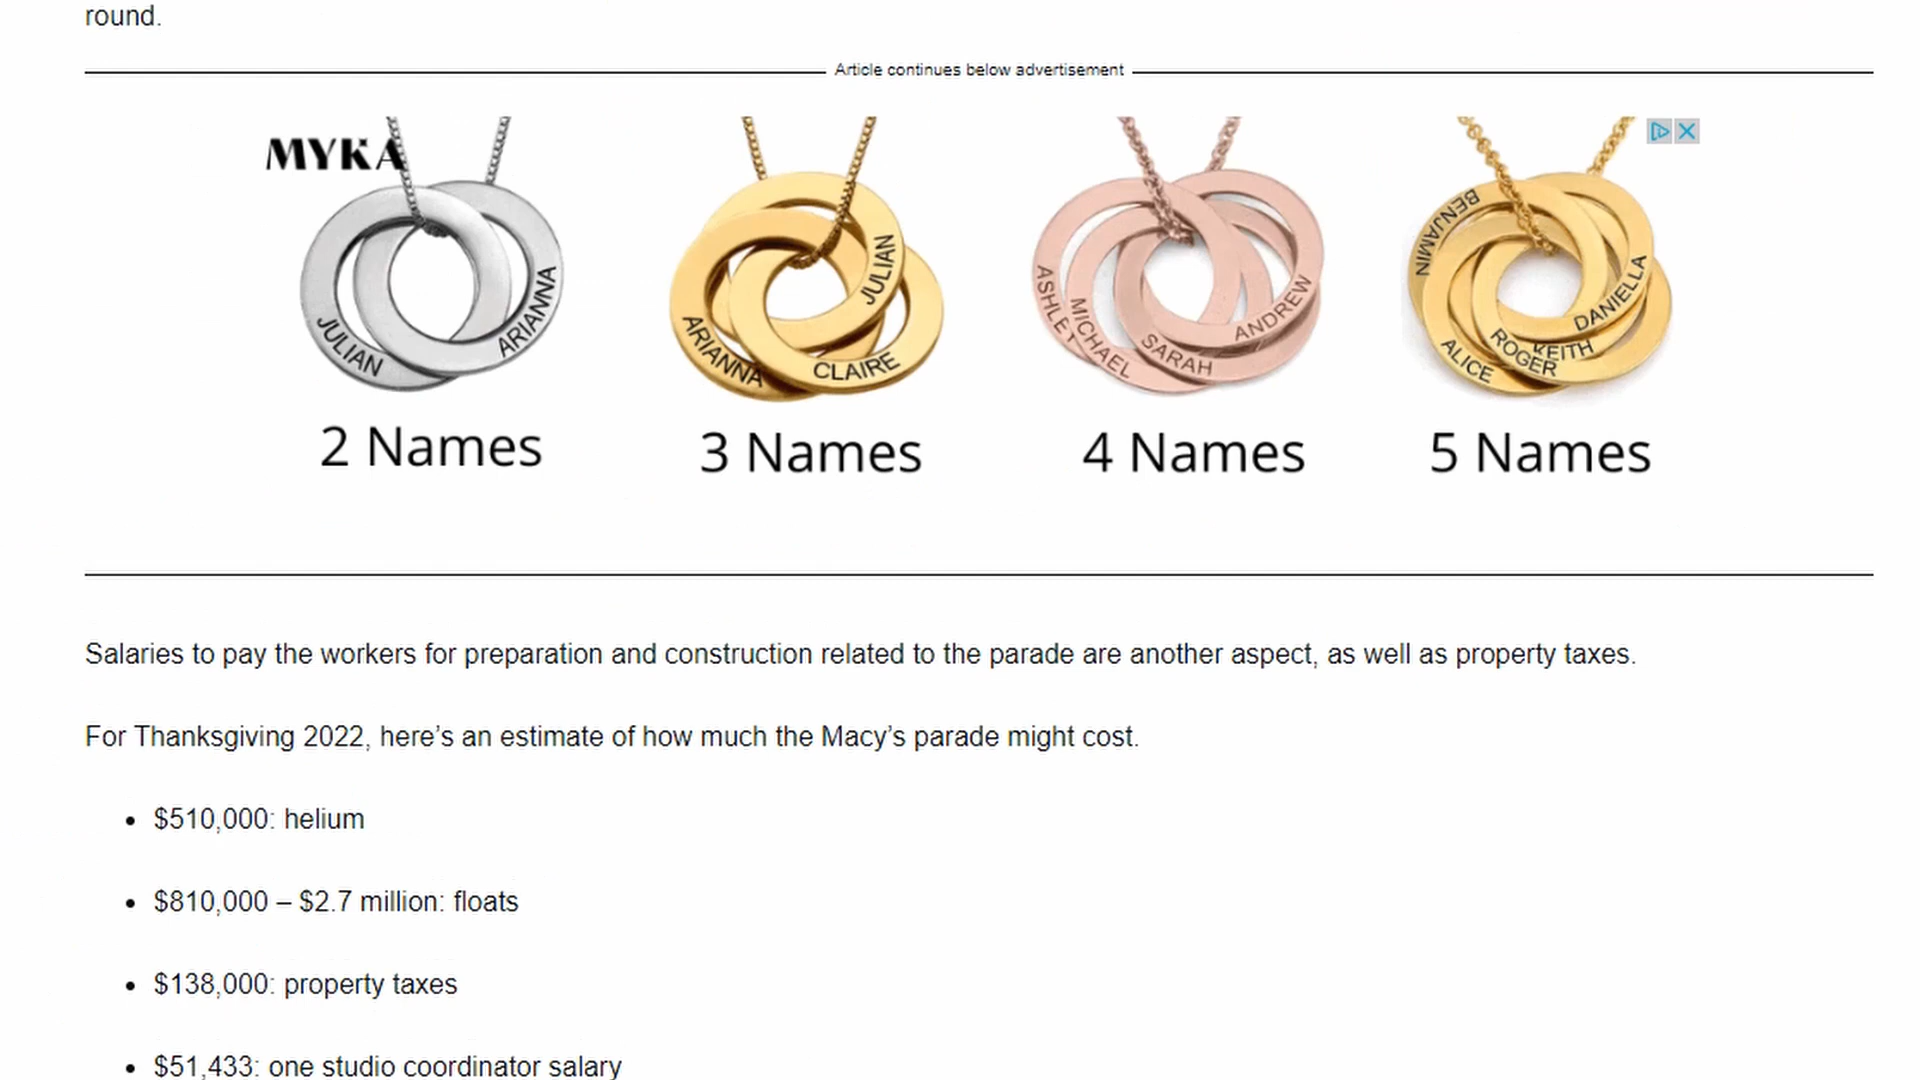 round.
Article continues below advertisement
MYKA
JULIAN
ARIANNA
ARIANNA
JULIAN
CLAIRE
ASHLEY
MICHAEL
SARAH
ANDREW
BENJAMIN
ALICE
ROGER
KEITH
DANIELLA
2 Names
3 Names
4 Names
5 Names
Salaries to pay the workers for preparation and construction related to the parade are another aspect, as well as property taxes.
For Thanksgiving 2022, here’s an estimate of how much the Macy’s parade might cost.
• $510,000: helium
• $810,000 – $2.7 million: floats
• $138,000: property taxes
• $51,433: one studio coordinator salary